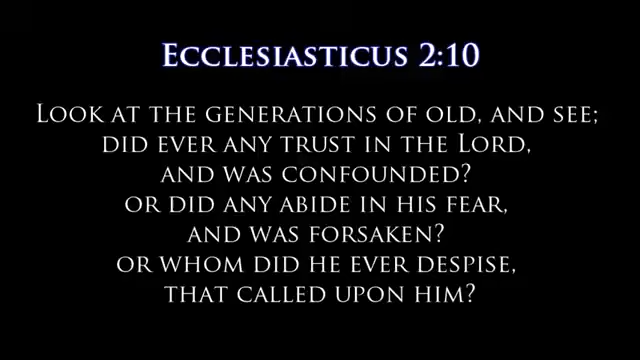 Ecclesiasticus 2:10
Look at the generations of old, and see;
did ever any trust in the Lord,
and was confounded?
or did any abide in his fear,
and was forsaken?
or whom did he ever despise,
that called upon him?